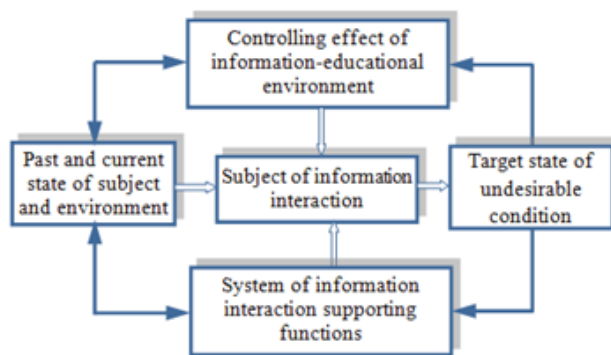 Controlling effect of
information-educational
environment
Past and current
state of subject
and environment
Subject of information
interaction
Target state of
undesirable
condition
System of information
interaction supporting
functions